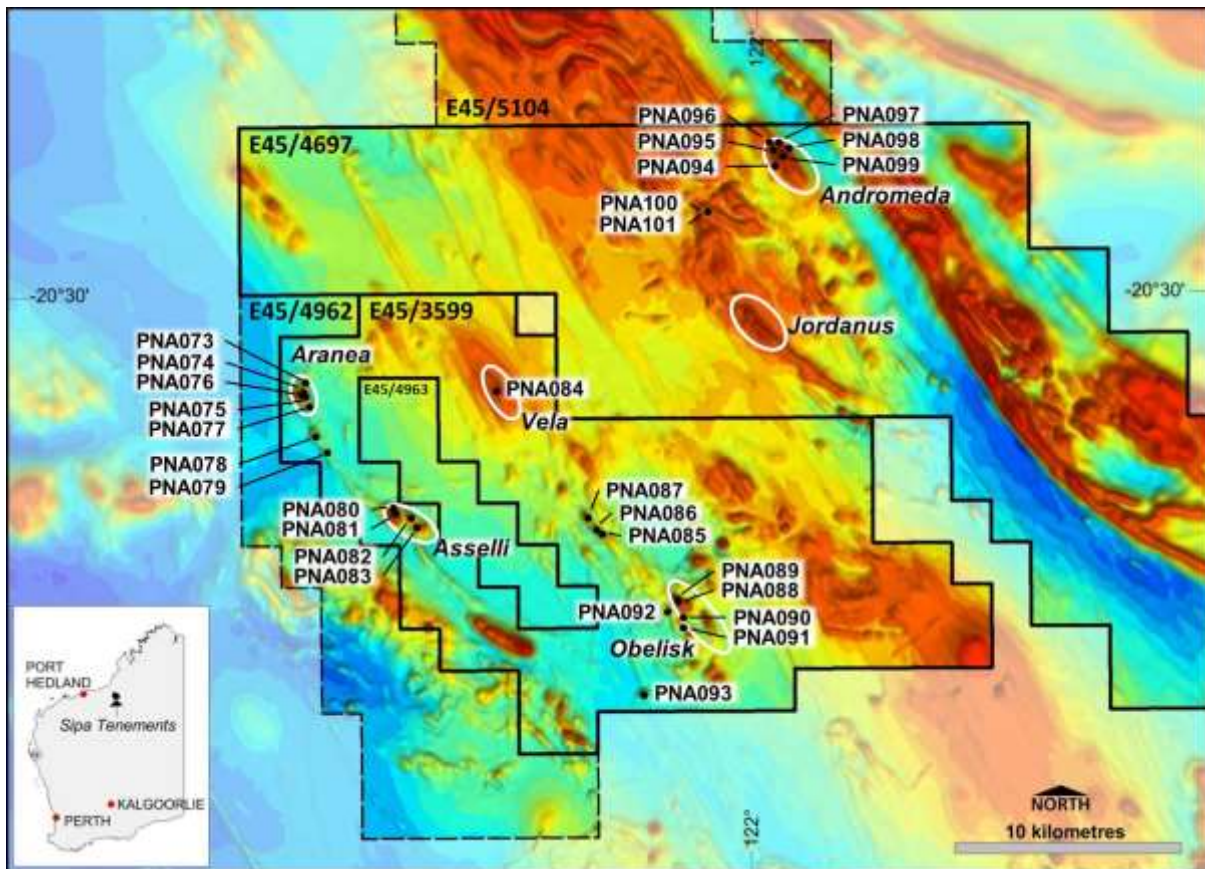 122°
E45/5104
PNA096
PNA097
E45/4697
PNA095
PNA098
PNA094
PNA099
Andromeda
PNA100
PNA101
-20°30'
-20°30'
E45/4962
E45/3599
Jordanus
PNA073
Aranea
PNA074
PNA076
E45/4963
PNA084
PNA075
PNA077
Vela
PNA078
PNA079
PNA087
PNA080
PNA086
PNA081
PNA085
Asselli
PNA082
PNA083
PNA089
PNA088
PNA092
PNA090
PNA091
Obelisk
PORT
HEDLAND
PNA093
Sipa Tenements
KALGOORLIE
PERTH
122°
NORTH
10 kilometres